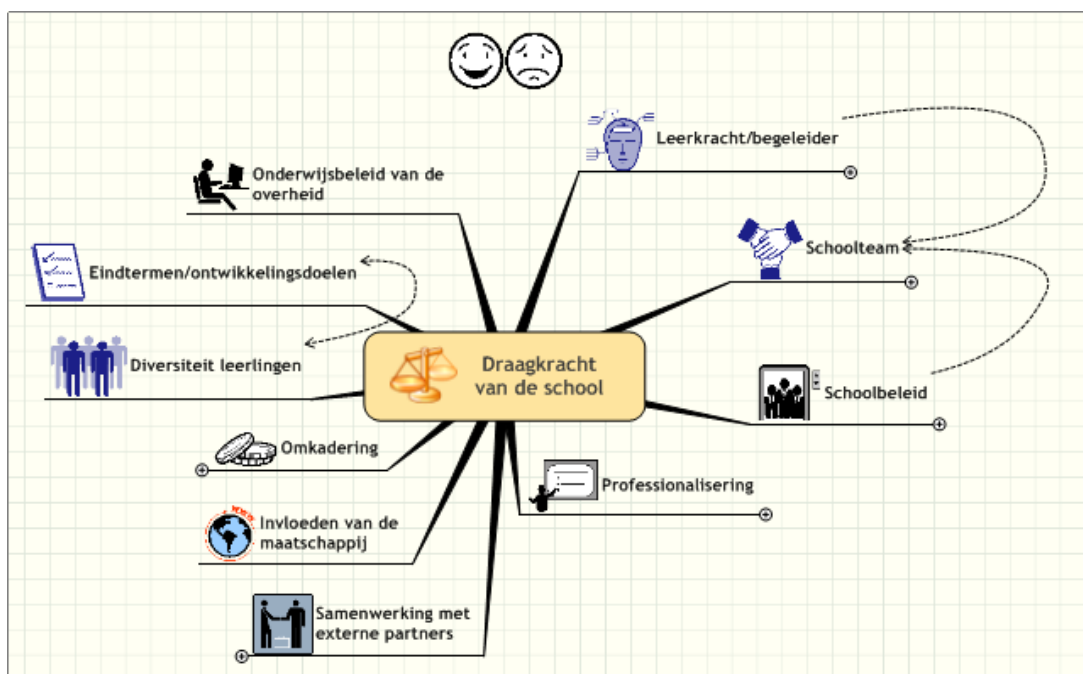 Leerkracht/begeleider
Onderwijsbeleid van de
overheid
Schoolteam
Eindtermen/ontwikkelingsdoelen
Diversiteit leerlingen
Draagkracht
van de school
Schoolbeleid
Omkadering
Professionalisering
www
Invloeden van de
maatschappij
Samenwerking met
externe partners